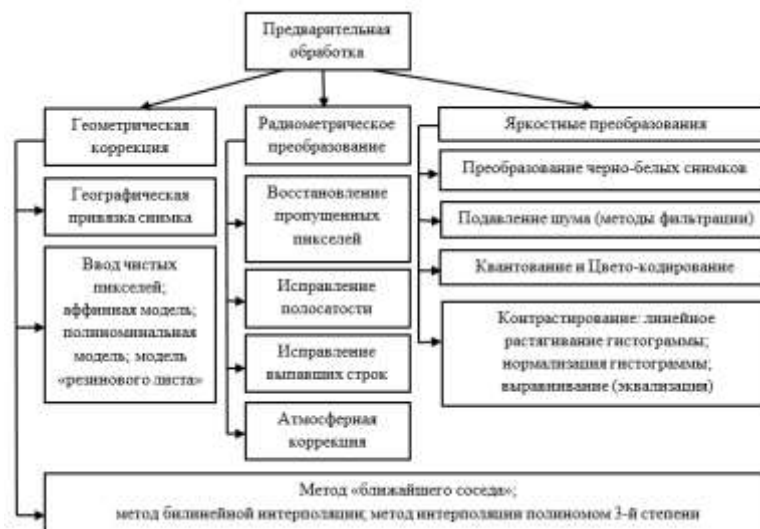 Предварительная
обработка
Геометрическая
коррекция
Географическая
привязка снимка
Ввод чистых
пикселей;
аффинная модель;
полиноминальная
модель; модель
«резинового листа»
Радиометрическое
преобразование
Восстановление
пропущенных
пикселей
Исправление
полосатости
Исправление
выпавших строк
Атмосферная
коррекция
Яркостные преобразования
Преобразование черно-белых снимков
Подавление шума (методы фильтрации)
Квантование и Цвето-кодирование
Контрастирование: линейное
растягивание гистограммы;
нормализация гистограммы;
выравнивание (эквализация)
Метод «ближайшего соседа»;
метод билинейной интерполяции; метод интерполяции полиномом 3-й степени